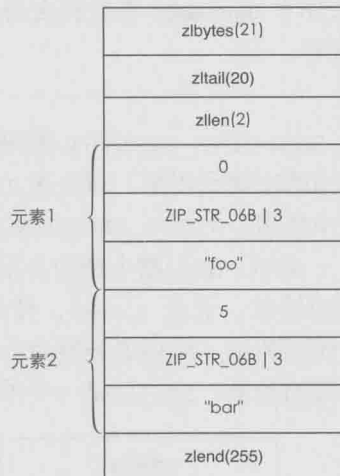 zlbytes(21)
zltail(20)
zllen(2)
0
元素1
ZIP_STR_06B | 3
"foo"
5
元素2
ZIP_STR_06B | 3
"bar"
zlend(255)